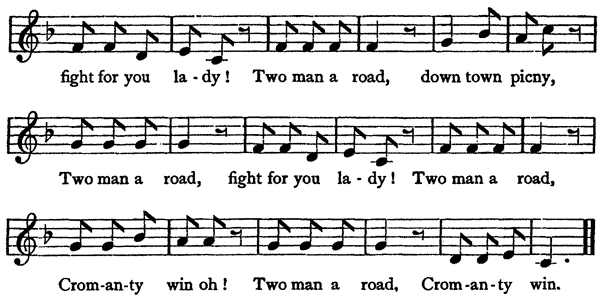 fight for you la-dy! Two man a road, down town picny,
Two man a road, fight for you la-dy! Two man a road,
Crom-an-ty win oh! Two man a road, Crom-an-ty win.